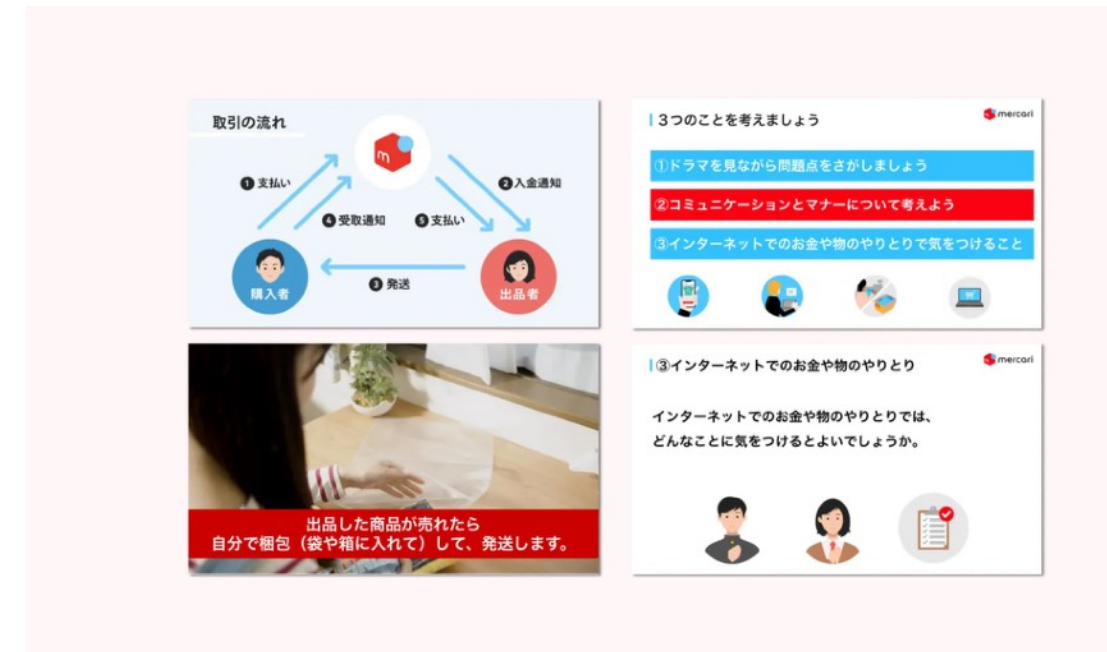 取引の流れ
m
❶支払い
❷入金通知
❹受取通知
❺支払い
❸発送
購入者
出品者
3つのことを考えましょう
mercari
①ドラマを見ながら問題点をさがしましょう
②コミュニケーションとマナーについて考えよう
③インターネットでのお金や物のやりとりで気をつけること
出品した商品が売れたら
自分で梱包（袋や箱に入れて）して、発送します。
③インターネットでのお金や物のやりとり
mercari
インターネットでのお金や物のやりとりでは、
どんなことに気をつけるとよいでしょうか。